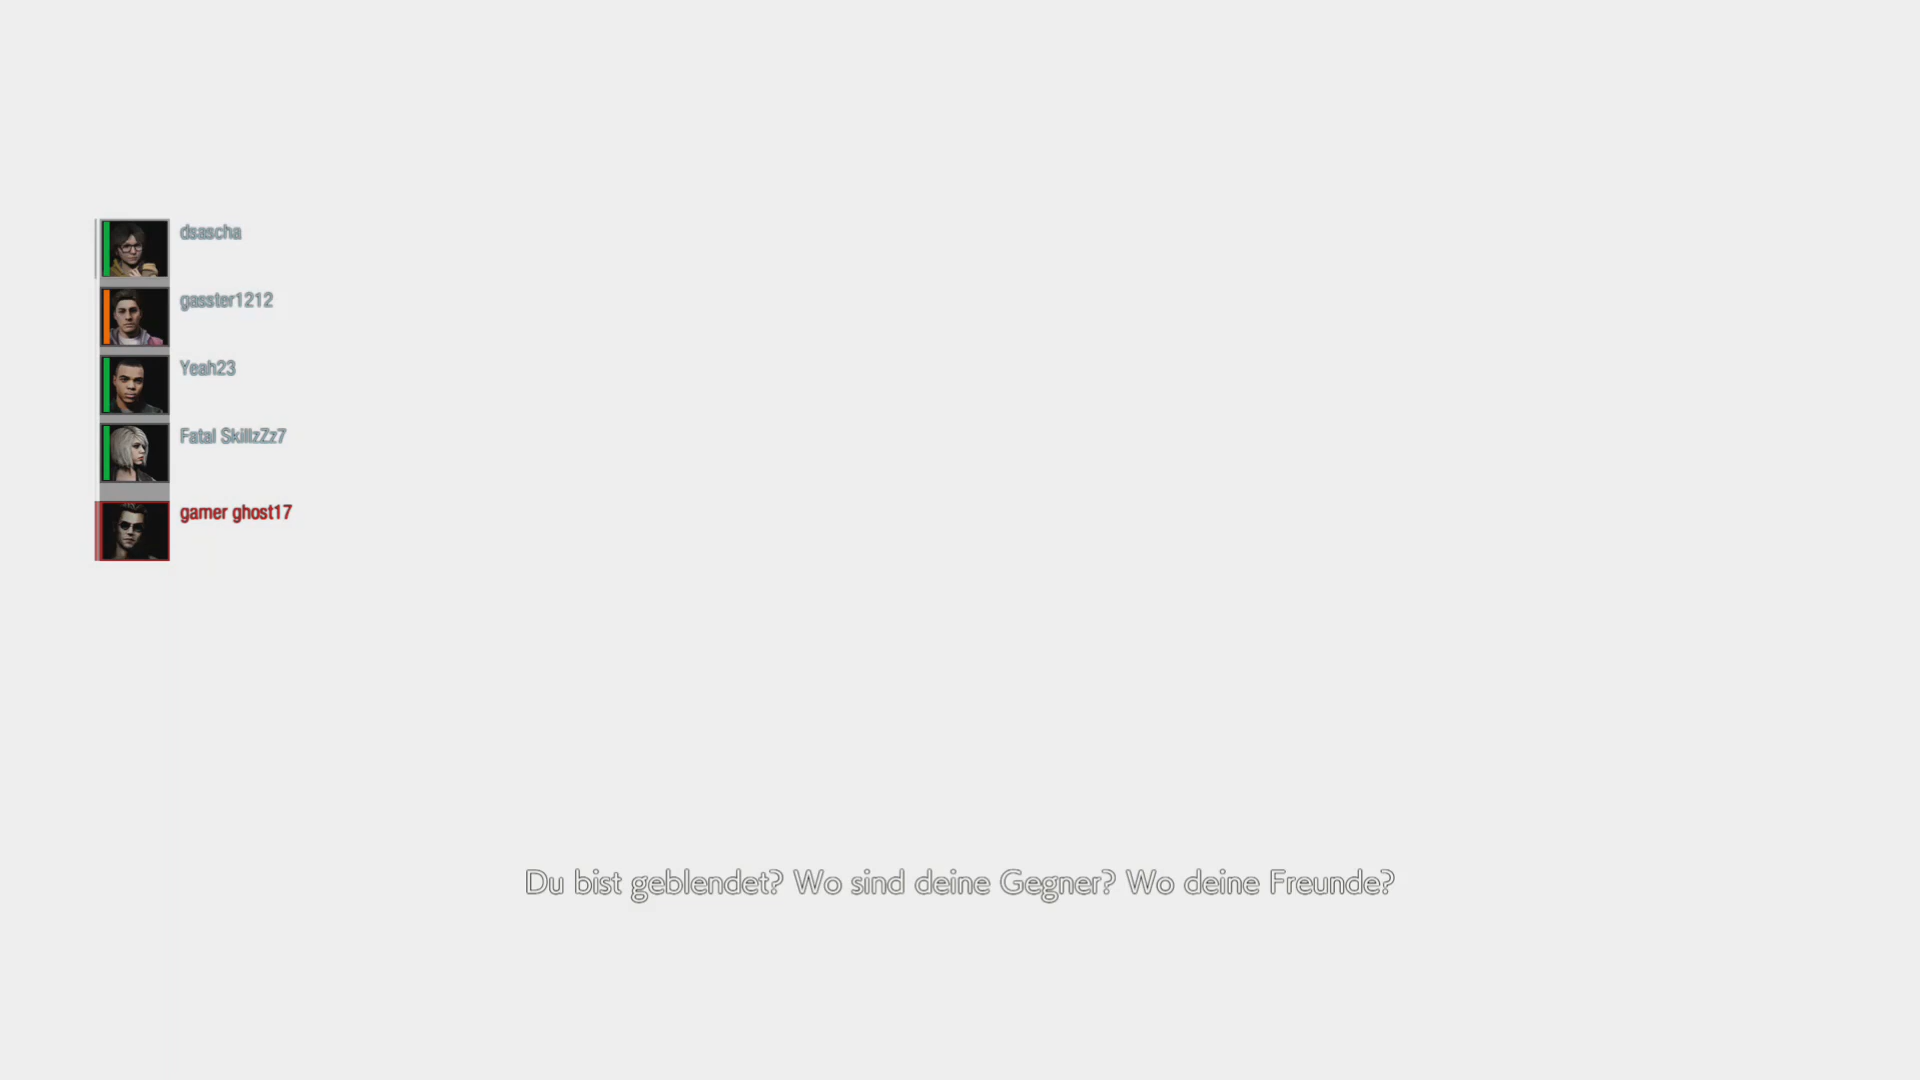 dsascha
gasster1212
Yeah23
Fatal SkillzZz7
gamer ghost17
Du bist geblendet? Wo sind deine Gegner? Wo deine Freunde?